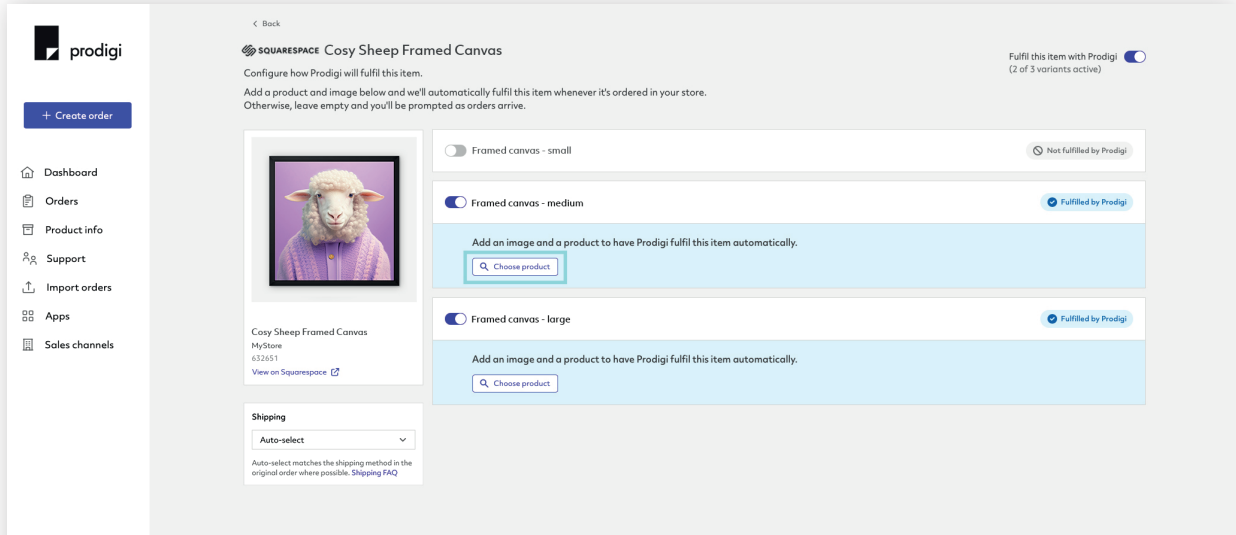 prodigi
+ Create order
Dashboard
Orders
Product info
Support
Import orders
Apps
Sales channels
Back
SQUARESPACE Cosy Sheep Framed Canvas
Configure how Prodigi will fulfil this item.
Add a product and image below and we'll automatically fulfil this item whenever it's ordered in your store.
Otherwise, leave empty and you'll be prompted as orders arrive.
Fulfil this item with Prodigi
(2 of 3 variants active)
Cosy Sheep Framed Canvas
MyStore
632651
View on Squarespace
Shipping
Auto-select
Auto-select matches the shipping method in the
original order where possible. Shipping FAQ
Framed canvas - small
Not fulfilled by Prodigi
Framed canvas - medium
Fulfilled by Prodigi
Add an image and a product to have Prodigi fulfil this item automatically.
Choose product
Framed canvas - large
Fulfilled by Prodigi
Add an image and a product to have Prodigi fulfil this item automatically.
Choose product